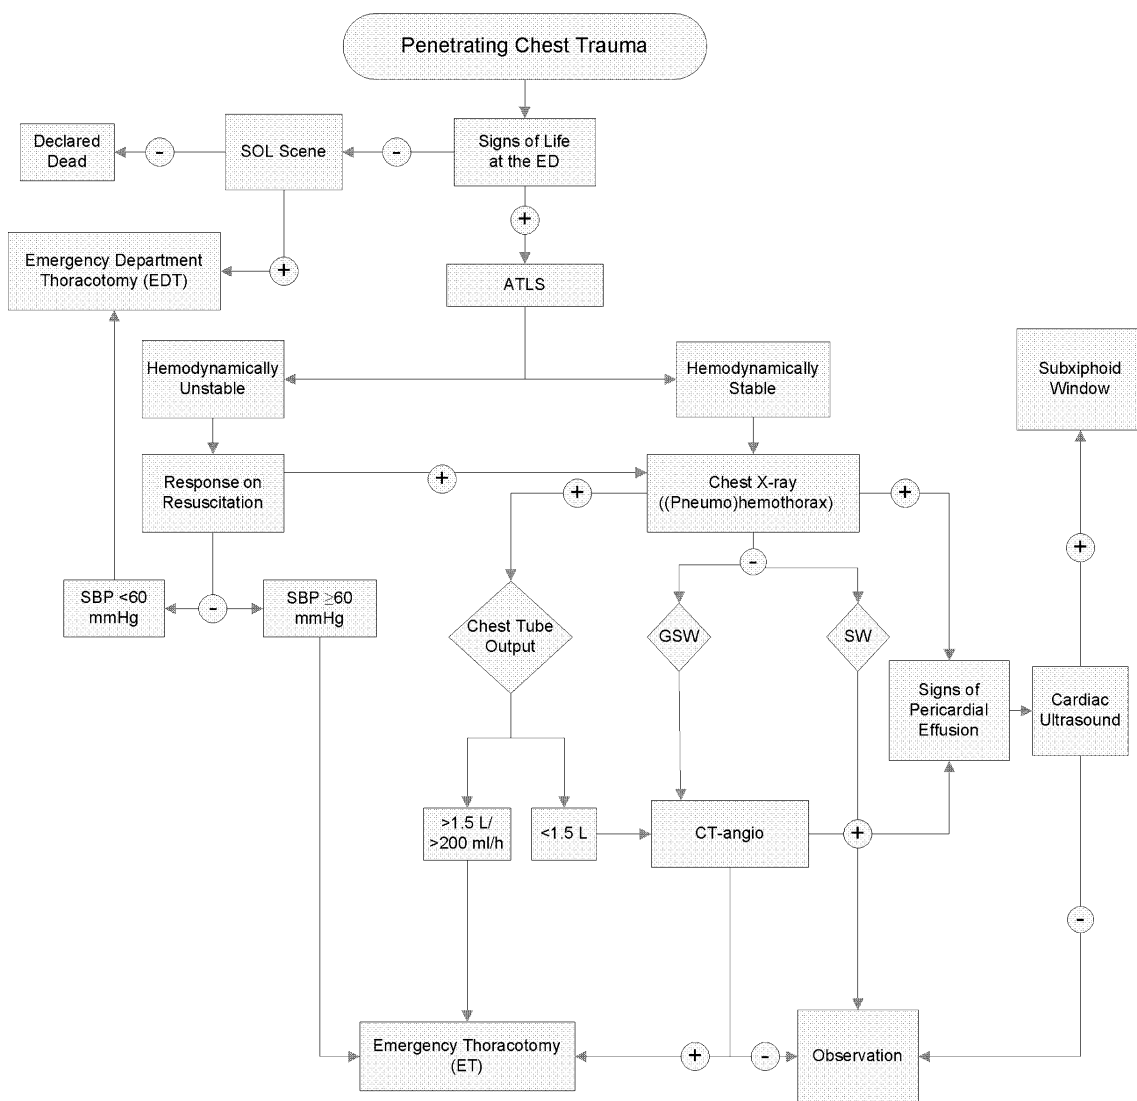 Penetrating Chest Trauma
Declared
Dead
-
SOL Scene
-
Signs of Life
at the ED
+
Emergency Department
Thoracotomy (EDT)
+
ATLS
Hemodynamically
Unstable
Hemodynamically
Stable
Subxiphoid
Window
Response on
Resuscitation
+
Chest X-ray
((Pneumo)hemothorax)
+
+
+
-
SBP <60
mmHg
-
SBP ≥60
mmHg
Chest Tube
Output
GSW
SW
Signs of
Pericardial
Effusion
Cardiac
Ultrasound
>1.5 L/
>200 ml/h
<1.5 L
CT-angio
+
-
Emergency Thoracotomy
(ET)
+
-
Observation